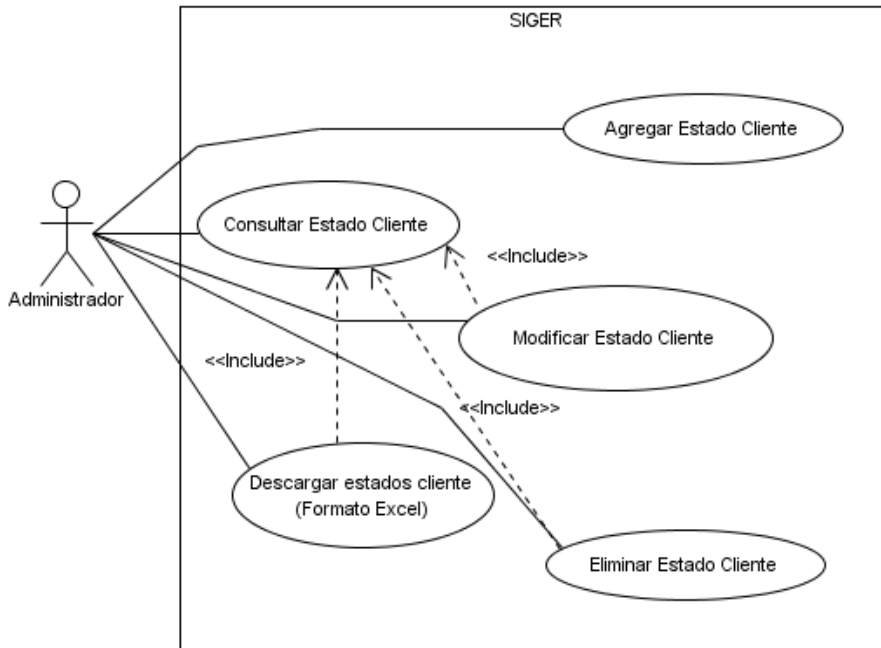 SIGER
Agregar Estado Cliente
Consultar Estado Cliente
<<Include>>
Administrador
Modificar Estado Cliente
<<Include>>
<<Include>>
Descargar estados cliente
(Formato Excel)
Eliminar Estado Cliente